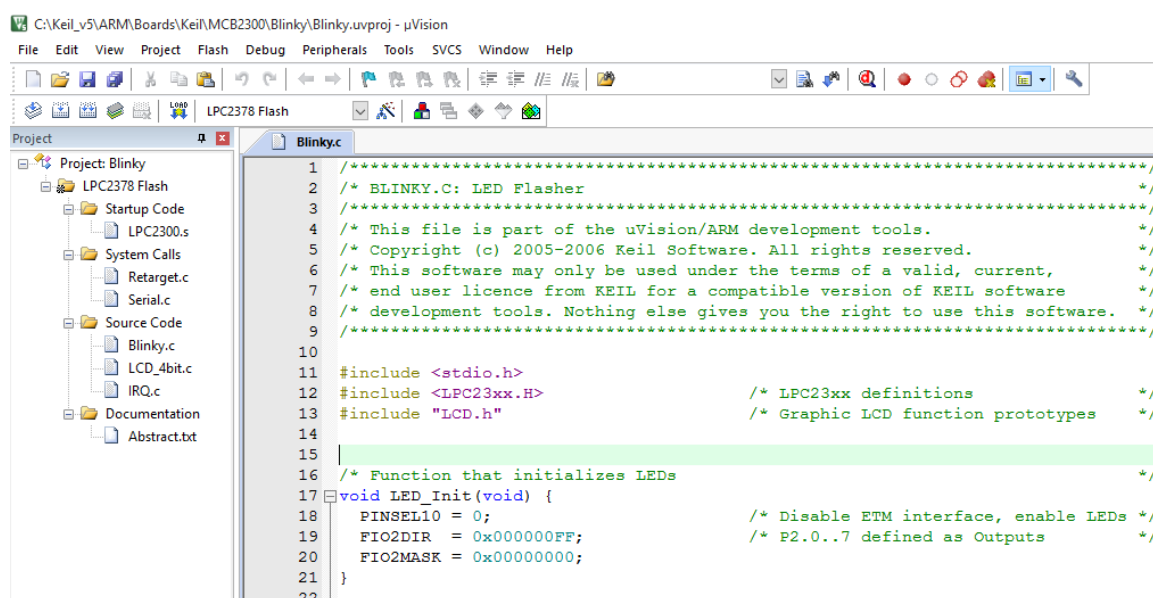 C:\Keil_v5\ARM\Boards\Keil\MCB2300\Blinky\Blinky.uvproj - µVision
File Edit View Project Flash Debug Peripherals Tools SVCS Window Help
LOAD LPC2378 Flash
Project
Project: Blinky
LPC2378 Flash
Startup Code
LPC2300.s
System Calls
Retarget.c
Serial.c
Source Code
Blinky.c
LCD_4bit.c
IRQ.c
Documentation
Abstract.txt
Blinky.c
1 /******************************************************************************/
2 /* BLINKY.C: LED Flasher */
3 /******************************************************************************/
4 /* This file is part of the uVision/ARM development tools. */
5 /* Copyright (c) 2005-2006 Keil Software. All rights reserved. */
6 /* This software may only be used under the terms of a valid, current, */
7 /* end user licence from KEIL for a compatible version of KEIL software */
8 /* development tools. Nothing else gives you the right to use this software. */
9 /******************************************************************************/
10
11 #include <stdio.h>
12 #include <LPC23xx.H> /* LPC23xx definitions */
13 #include "LCD.h" /* Graphic LCD function prototypes */
14
15
16 /* Function that initializes LEDs */
17 void LED_Init(void) {
18 PINSEL10 = 0; /* Disable ETM interface, enable LEDs */
19 FIO2DIR = 0x000000FF; /* P2.0..7 defined as Outputs */
20 FIO2MASK = 0x00000000;
21 }
22